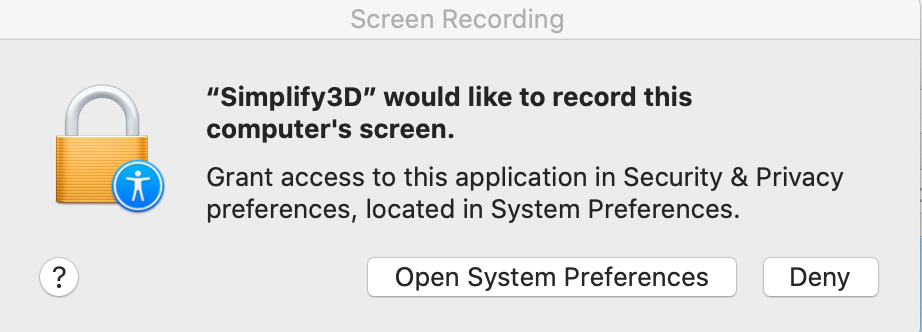 Screen Recording
“Simplify3D” would like to record this
computer's screen.
Grant access to this application in Security & Privacy
preferences, located in System Preferences.
?
Open System Preferences
Deny